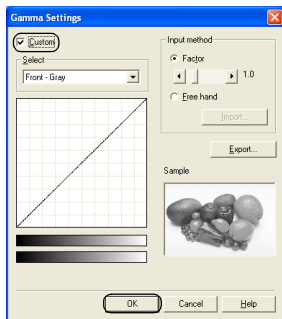 Gamma Settings
Custom
Select
Front - Gray
Input method
Factor
1.0
Free hand
Import...
Export...
Sample
OK
Cancel
Help